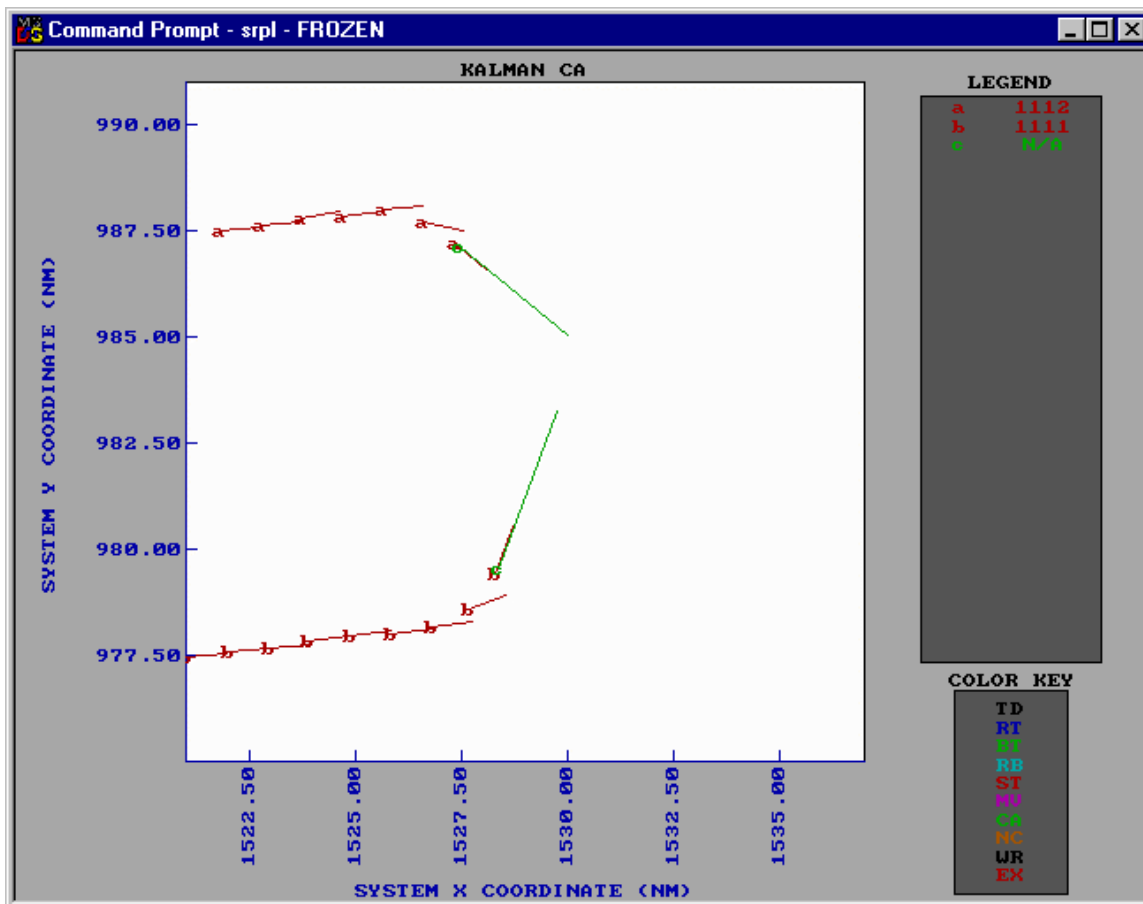 Command Prompt - srpl - FROZEN
KALMAN CA
LEGEND
a 1112
b 1111
c N/A
990.00
987.50
985.00
982.50
980.00
977.50
SYSTEM Y COORDINATE (NM)
a a a a a a a
c
c
b b b b b b b b
1522.50 1525.00 1527.50 1530.00 1532.50 1535.00
SYSTEM X COORDINATE (NM)
COLOR KEY
TD
RT
BT
RB
ST
MU
CA
NC
WR
EX